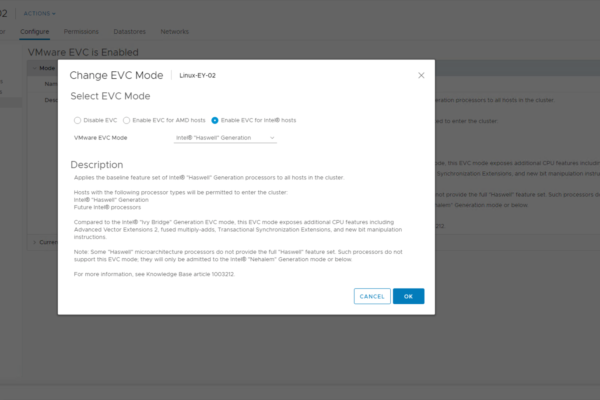 02
ACTIONS
Configure
Permissions
Datastores
Networks
VMware EVC is Enabled
Mode
Change EVC Mode
Linux-EY-02
Select EVC Mode
Disable EVC
Enable EVC for AMD hosts
Enable EVC for Intel® hosts
VMware EVC Mode
Intel® "Haswell" Generation
Description
Applies the baseline feature set of Intel® "Haswell" Generation processors to all hosts in the cluster.
Hosts with the following processor types will be permitted to enter the cluster:
Intel® "Haswell" Generation
Future Intel® processors
Compared to the Intel® "Ivy Bridge" Generation EVC mode, this EVC mode exposes additional CPU features including
Advanced Vector Extensions 2, fused multiply-adds, Transactional Synchronization Extensions, and new bit manipulation
instructions.
Note: Some "Haswell" microarchitecture processors do not provide the full "Haswell" feature set. Such processors do not
support this EVC mode; they will only be admitted to the Intel® "Nehalem" Generation mode or below.
For more information, see Knowledge Base article 1003212.
CANCEL
OK